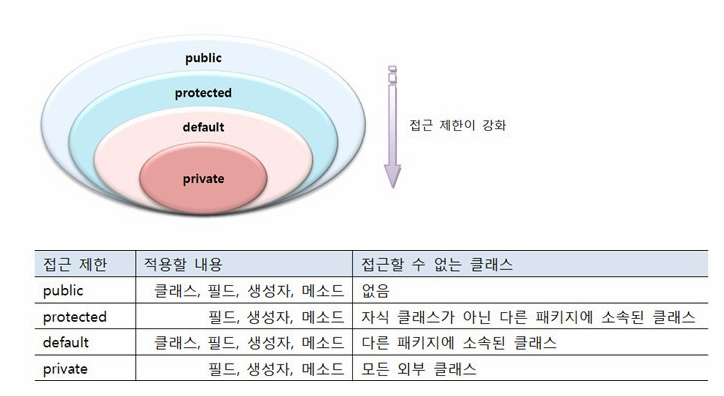 public
protected
default
private
접근 제한이 강화
접근 제한 적용할 내용 접근할 수 없는 클래스
public 클래스, 필드, 생성자, 메소드 없음
protected 필드, 생성자, 메소드 자식 클래스가 아닌 다른 패키지에 소속된 클래스
default 클래스, 필드, 생성자, 메소드 다른 패키지에 소속된 클래스
private 필드, 생성자, 메소드 모든 외부 클래스